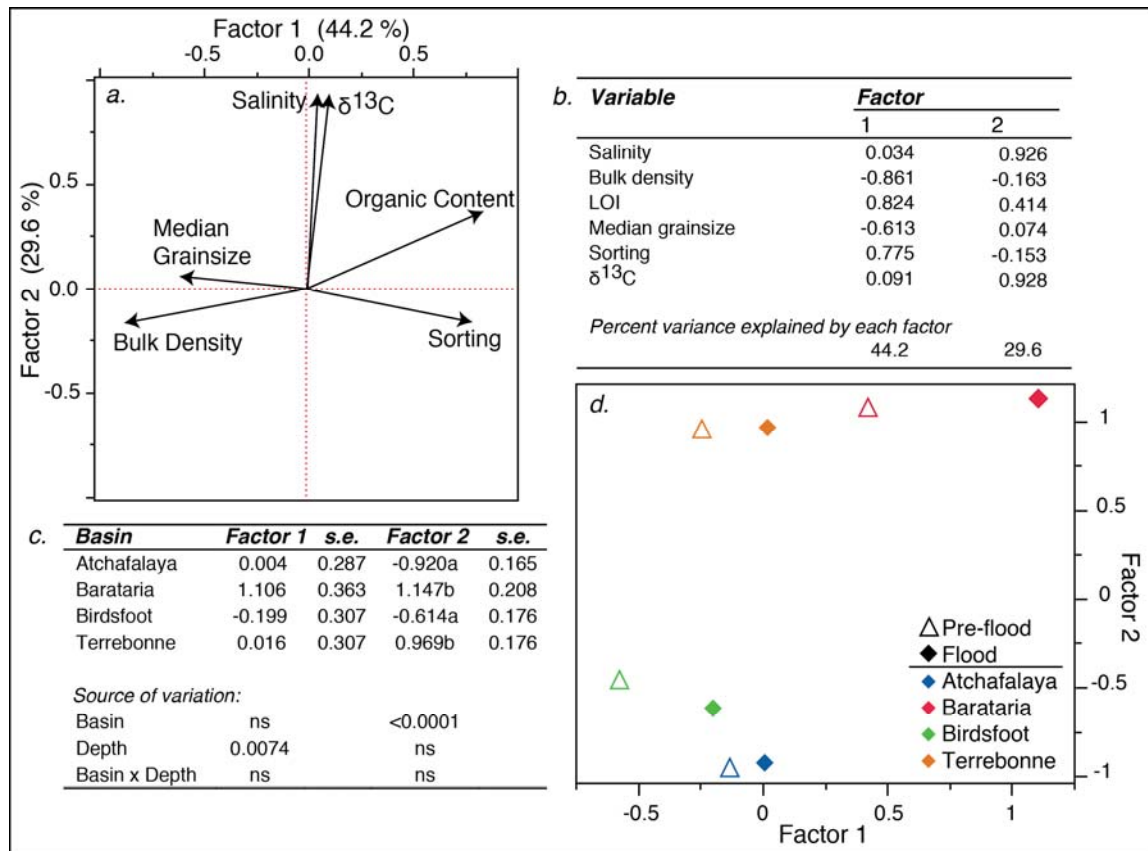 Factor 1 (44.2 %)
-0.5 0.0 0.5
a.
Salinity δ13C
Organic Content
Median
Grainsize
Bulk Density
Sorting
Factor 2 (29.6 %)
0.5
0.0
-0.5
b. Variable Factor
1 2
Salinity 0.034 0.926
Bulk density -0.861 -0.163
LOI 0.824 0.414
Median grainsize -0.613 0.074
Sorting 0.775 -0.153
δ13C 0.091 0.928
Percent variance explained by each factor
44.2 29.6
c. Basin Factor 1 s.e. Factor 2 s.e.
Atchafalaya 0.004 0.287 -0.920a 0.165
Barataria 1.106 0.363 1.147b 0.208
Birdsfoot -0.199 0.307 -0.614a 0.176
Terrebonne 0.016 0.307 0.969b 0.176
Source of variation:
Basin ns <0.0001
Depth 0.0074 ns
Basin x Depth ns ns
d.
1
0.5
0
-0.5
-1
Factor 2
Pre-flood
Flood
Atchafalaya
Barataria
Birdsfoot
Terrebonne
-0.5 0 0.5 1
Factor 1